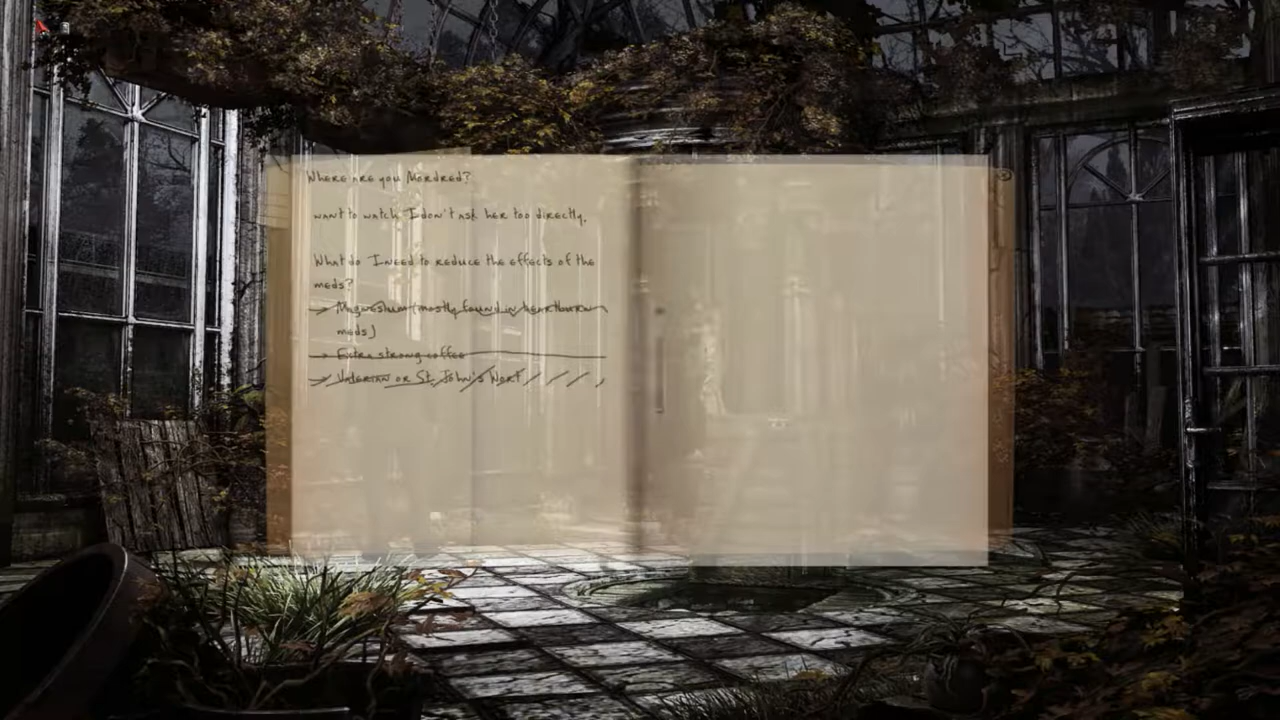 Where are you Mordred?
want to watch I don't ask her too directly.
What do I need to reduce the effects of the
meds?
→ Magnesium (mostly found in heartburn
meds)
→ Extra strong coffee
→ Valerian or St. John's Wort